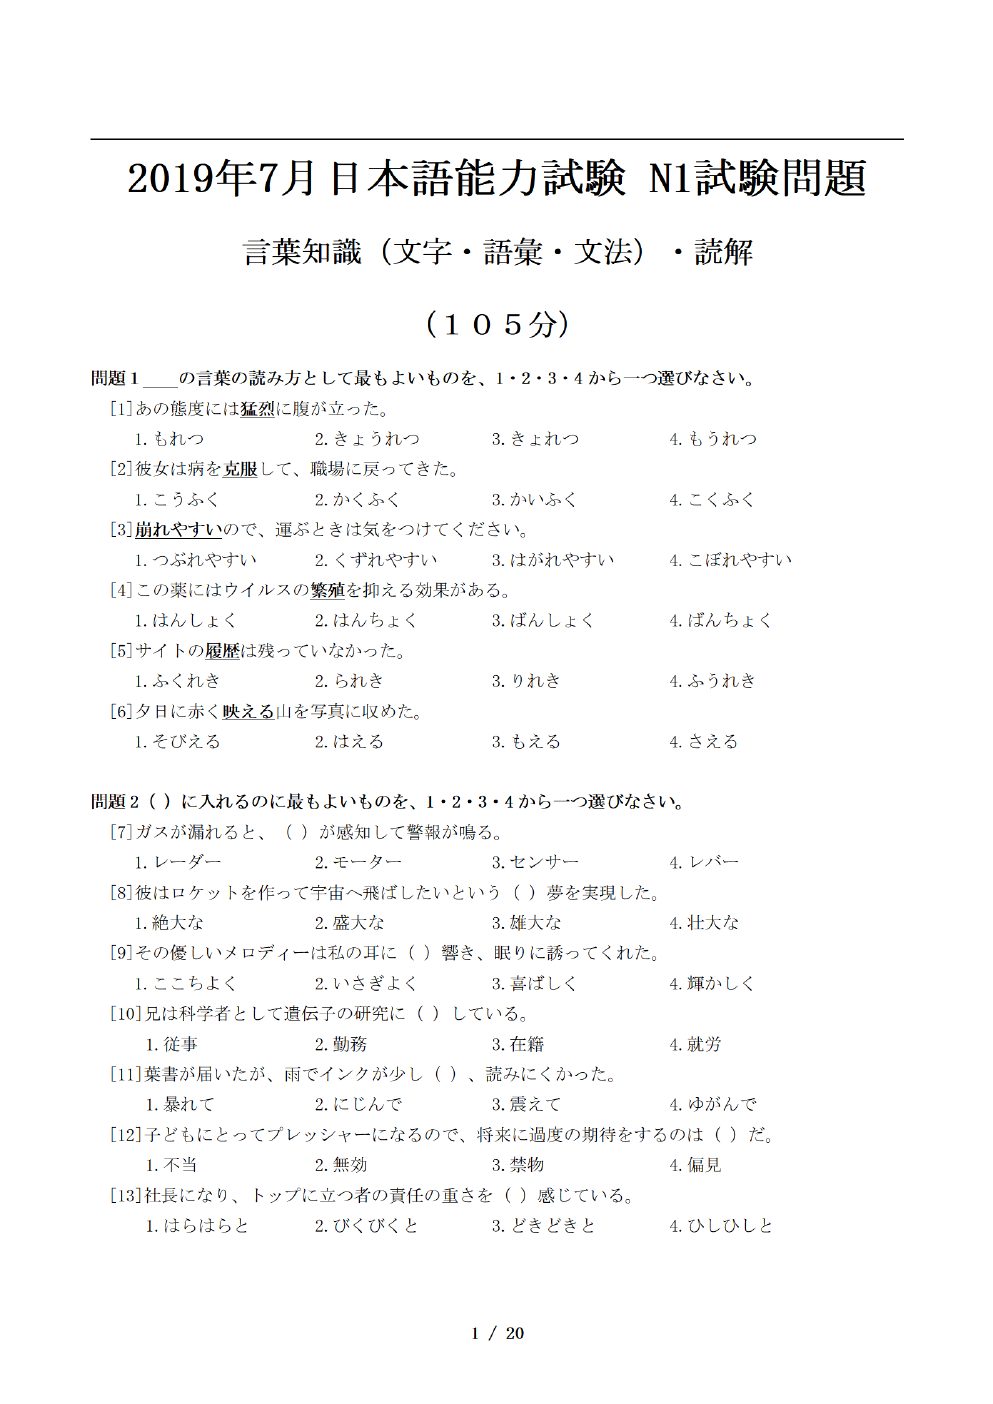 2019年7月日本語能力試験 N1試験問題
言葉知識（文字・語彙・文法）・読解
（１０５分）
問題１____の言葉の読み方として最もよいものを、1・2・3・4から一つ選びなさい。
[1]あの態度には猛烈に腹が立った。
1.もれつ 2.きょうれつ 3.きょれつ 4.もうれつ
[2]彼女は病を克服して、職場に戻ってきた。
1.こうふく 2.かくふく 3.かいふく 4.こくふく
[3]崩れやすいので、運ぶときは気をつけてください。
1.つぶれやすい 2.くずれやすい 3.はがれやすい 4.こぼれやすい
[4]この薬にはウイルスの繁殖を抑える効果がある。
1.はんしょく 2.はんちょく 3.ばんしょく 4.ばんちょく
[5]サイトの履歴は残っていなかった。
1.ふくれき 2.られき 3.りれき 4.ふうれき
[6]夕日に赤く映える山を写真に収めた。
1.そびえる 2.はえる 3.もえる 4.さえる
問題２（ ）に入れるのに最もよいものを、1・2・3・4から一つ選びなさい。
[7]ガスが漏れると、（ ）が感知して警報が鳴る。
1.レーダー 2.モーター 3.センサー 4.レバー
[8]彼はロケットを作って宇宙へ飛ばしたいという（ ）夢を実現した。
1.絶大な 2.盛大な 3.雄大な 4.壮大な
[9]その優しいメロディーは私の耳に（ ）響き、眠りに誘ってくれた。
1.ここちよく 2.いさぎよく 3.喜ばしく 4.輝かしく
[10]兄は科学者として遺伝子の研究に（ ）している。
1.従事 2.勤務 3.在籍 4.就労
[11]葉書が届いたが、雨でインクが少し（ ）、読みにくかった。
1.暴れて 2.にじんで 3.震えて 4.ゆがんで
[12]子どもにとってプレッシャーになるので、将来に過度の期待をするのは（ ）だ。
1.不当 2.無効 3.禁物 4.偏見
[13]社長になり、トップに立つ者の責任の重さを（ ）感じている。
1.はらはらと 2.びくびくと 3.どきどきと 4.ひしひしと
1 / 20